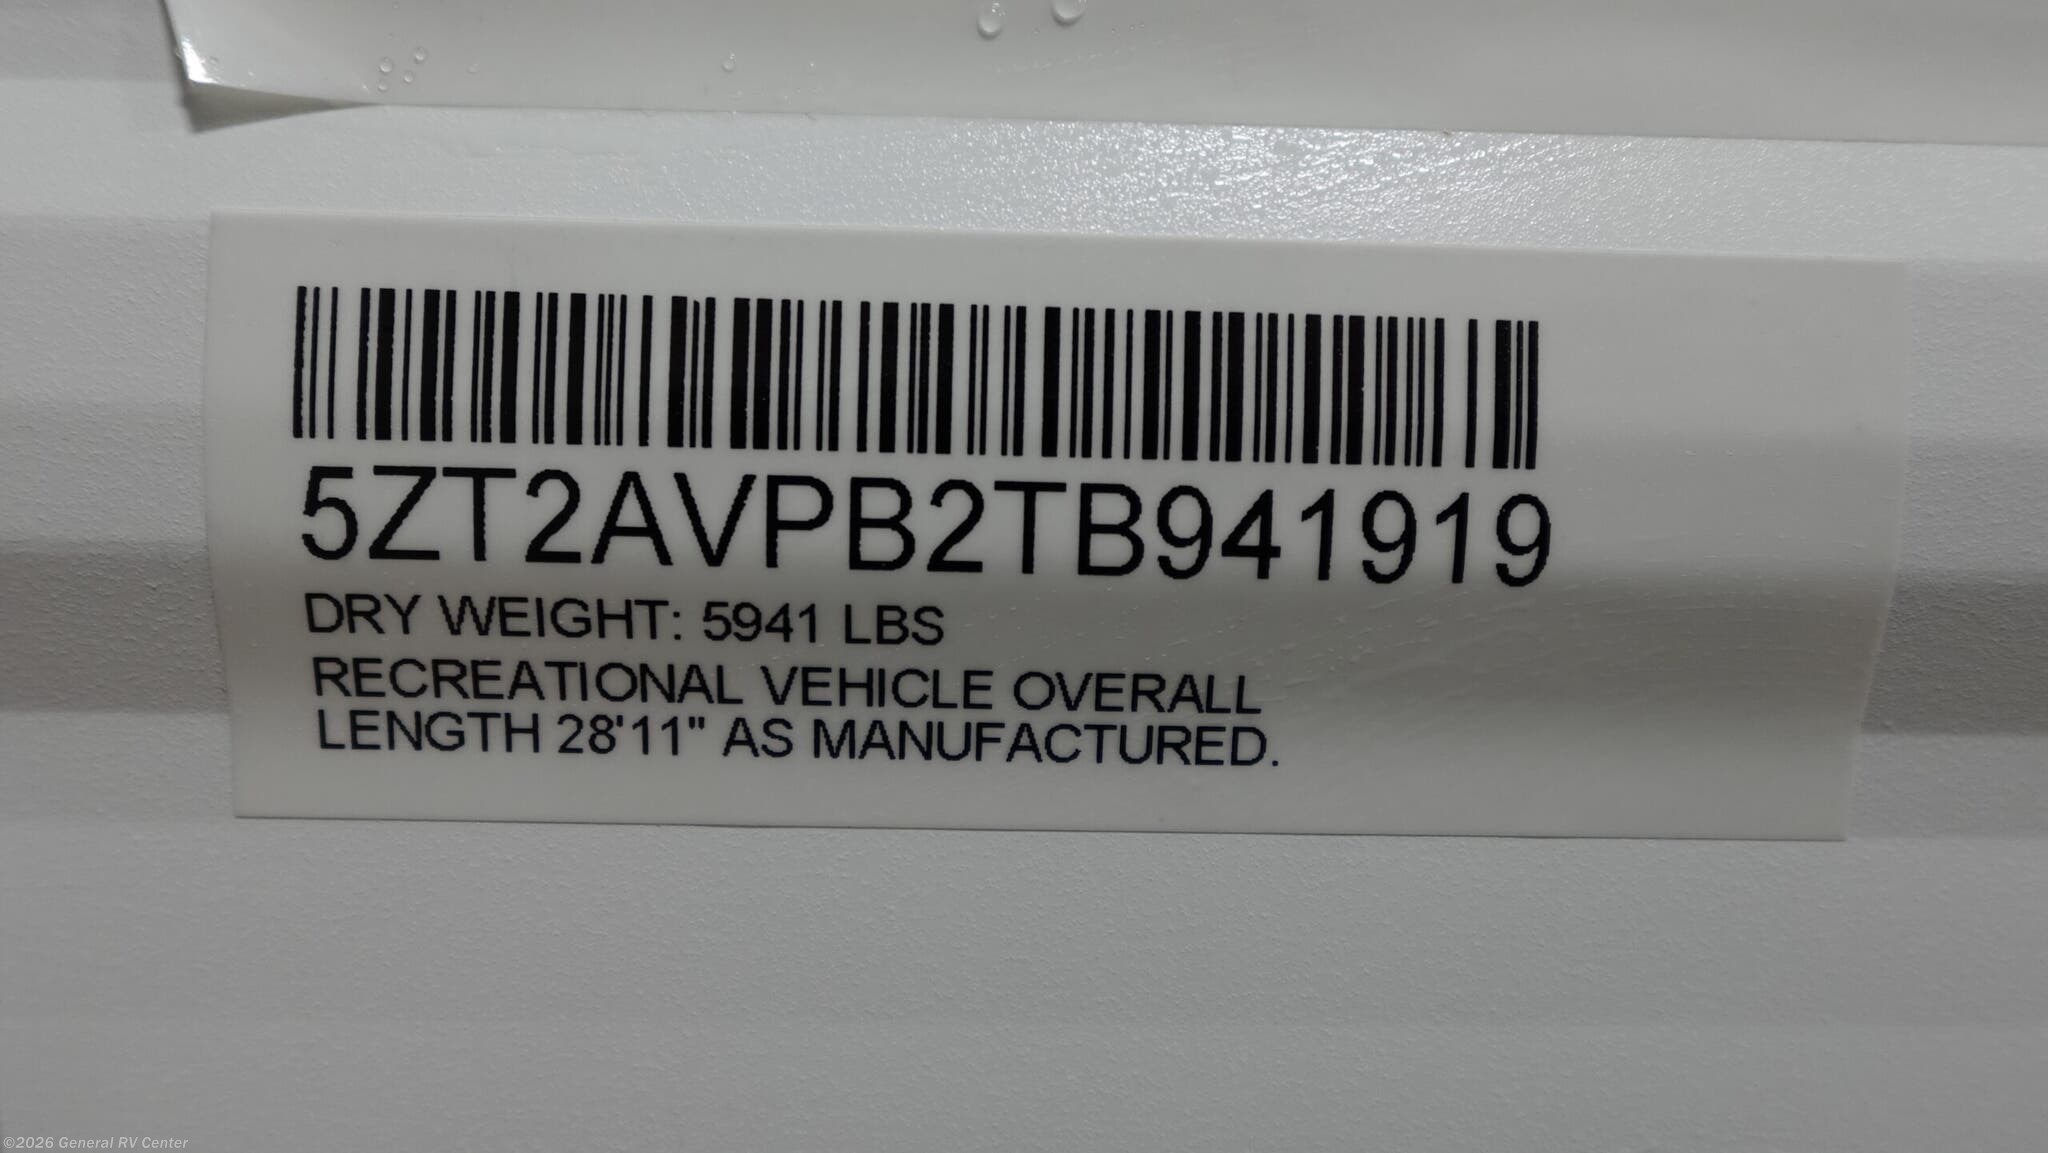 5ZT2AVPB2TB941919
DRY WEIGHT: 5941 LBS
RECREATIONAL VEHICLE OVERALL
LENGTH 28'11" AS MANUFACTURED.
©2026 General RV Center